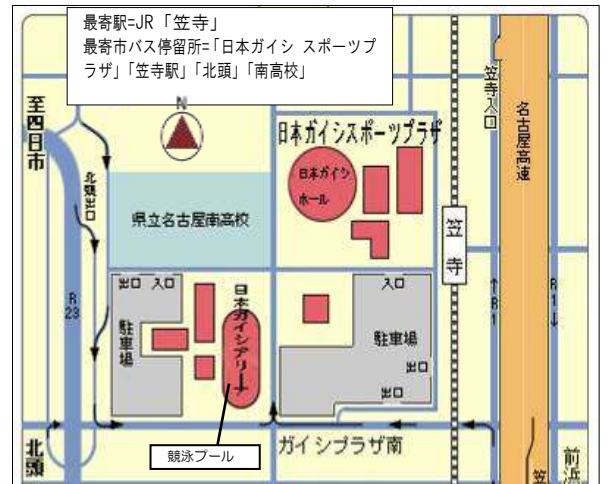 最寄駅=JR「笠寺」
最寄市バス停留所=「日本ガイシ スポーツプ
ラザ」「笠寺駅」「北頭」「南高校」
至四日市
N
日本ガイシスポーツプラザ
笠寺入口
名古屋高速
北頭出口
日本ガイシ
ホール
県立名古屋南高校
笠寺
出口 入口
日本ガイシアリーナ
入口
R23
↑R1
R1↓
駐車場
駐車場
出口
出口
北頭
競泳プール
ガイシプラザ南
前浜
笠